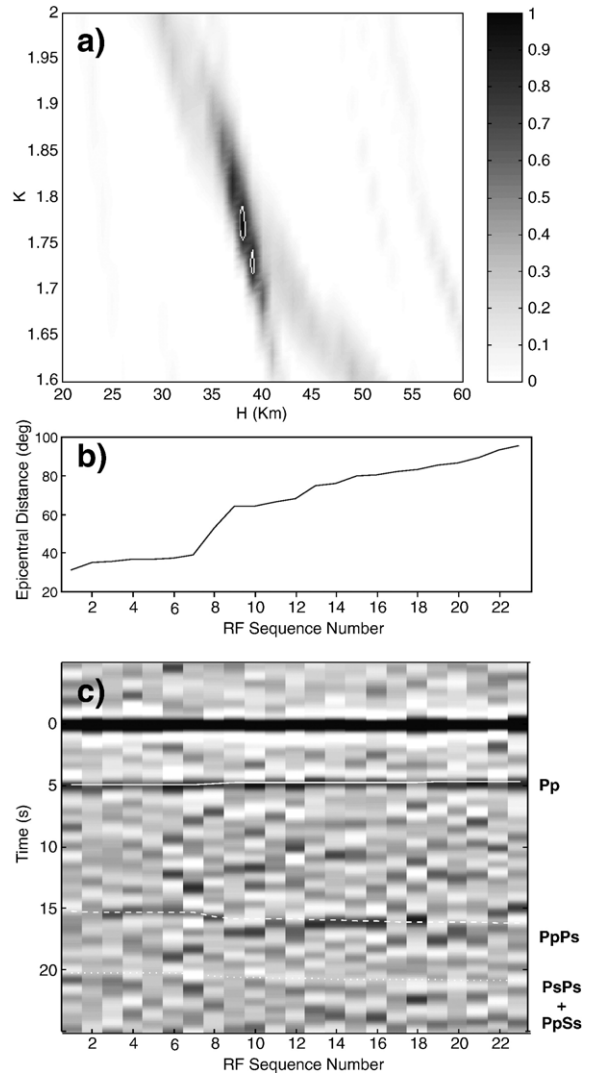 a)
2
1.95
1.9
1.85
1.8
1.75
1.7
1.65
1.6
K
20 25 30 35 40 45 50 55 60
H (Km)
1
0.9
0.8
0.7
0.6
0.5
0.4
0.3
0.2
0.1
0
b)
Epicentral Distance (deg)
100
80
60
40
20
2 4 6 8 10 12 14 16 18 20 22
RF Sequence Number
c)
Time (s)
0
5
10
15
20
Pp
PpPs
PsPs
+
PpSs
2 4 6 8 10 12 14 16 18 20 22
RF Sequence Number